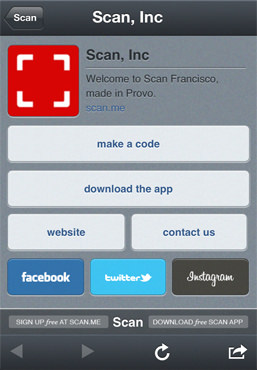 Scan
Scan, Inc
Scan, Inc
Welcome to Scan Francisco,
made in Provo.
scan.me
make a code
download the app
website
contact us
facebook
twitter
Instagram
SIGN UP free AT SCAN.ME
Scan
DOWNLOAD free SCAN APP